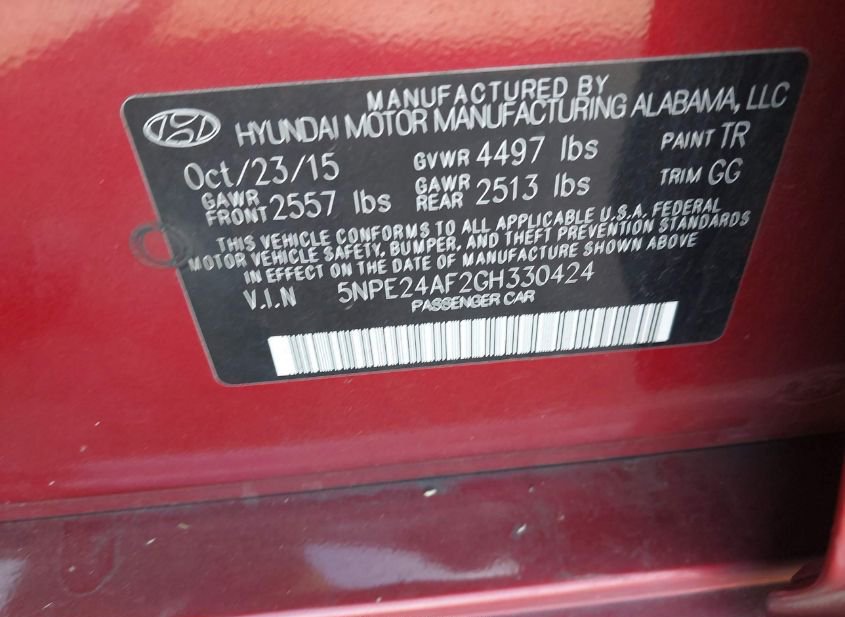 MANUFACTURED BY
HYUNDAI MOTOR MANUFACTURING ALABAMA, LLC
Oct/23/15 GVWR 4497 lbs PAINT TR
GAWR FRONT 2557 lbs GAWR REAR 2513 lbs TRIM GG
THIS VEHICLE CONFORMS TO ALL APPLICABLE U.S.A. FEDERAL
MOTOR VEHICLE SAFETY, BUMPER, AND THEFT PREVENTION STANDARDS
IN EFFECT ON THE DATE OF MANUFACTURE SHOWN ABOVE
V.I.N 5NPE24AF2GH330424
PASSENGER CAR